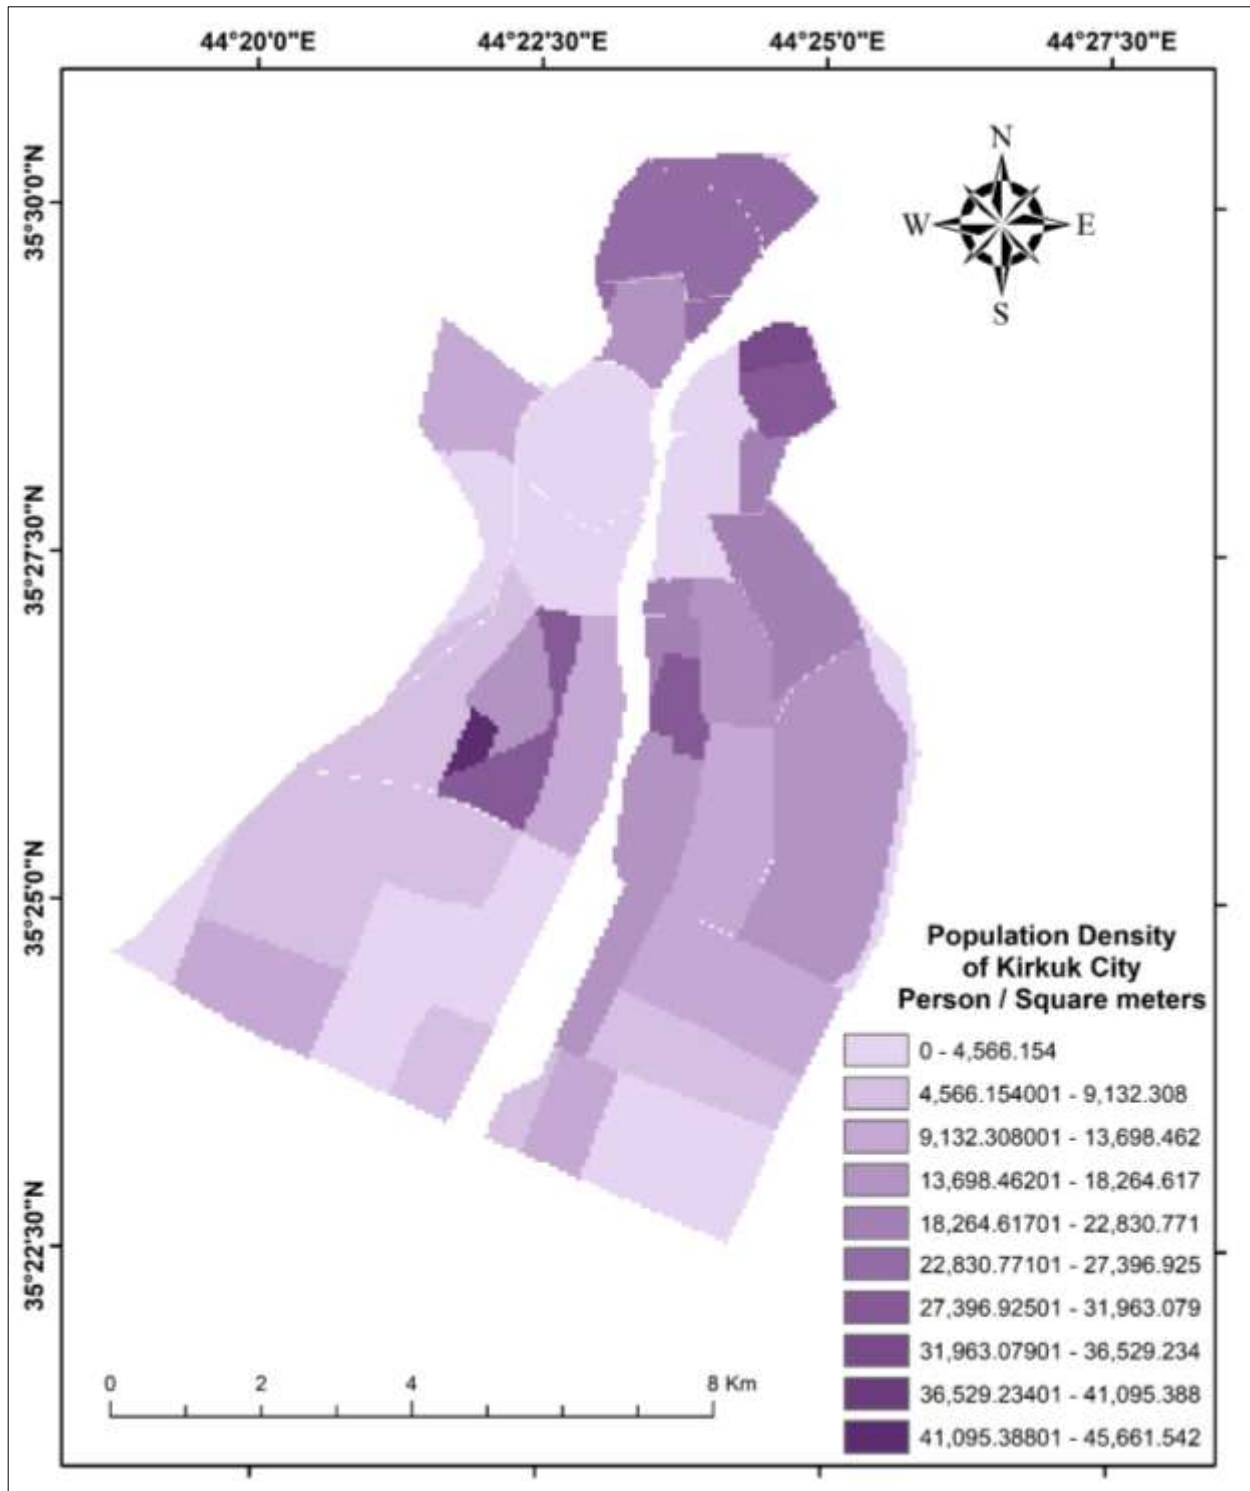 44°20'0"E 44°22'30"E 44°25'0"E 44°27'30"E
35°30'0"N
35°27'30"N
35°25'0"N
35°22'30"N
N
W E
S
Population Density
of Kirkuk City
Person / Square meters
0 - 4,566.154
4,566.154001 - 9,132.308
9,132.308001 - 13,698.462
13,698.46201 - 18,264.617
18,264.61701 - 22,830.771
22,830.77101 - 27,396.925
27,396.92501 - 31,963.079
31,963.07901 - 36,529.234
36,529.23401 - 41,095.388
41,095.38801 - 45,661.542
0 2 4 8 Km